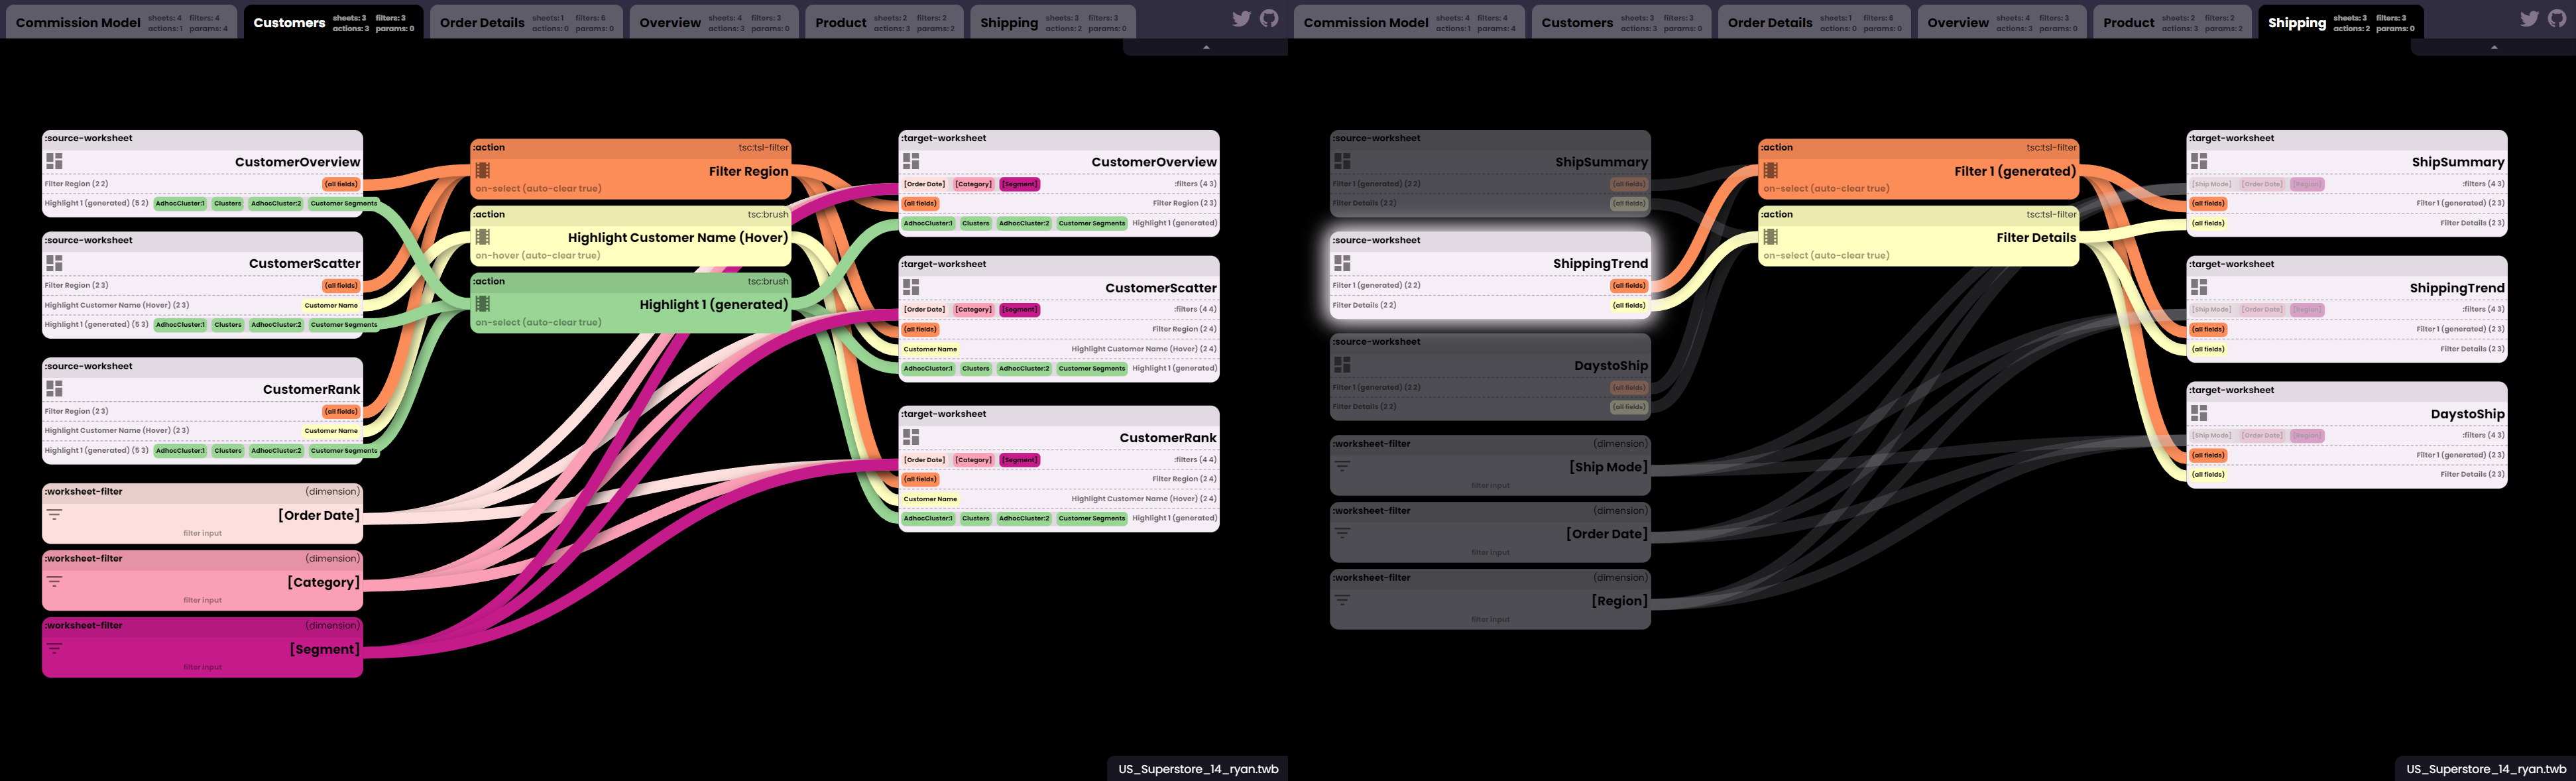 Commission Model sheets: 4 filters: 4 actions: 1 params: 4
Customers sheets: 3 filters: 3 actions: 3 params: 0
Order Details sheets: 1 filters: 6 actions: 0 params: 0
Overview sheets: 4 filters: 3 actions: 2 params: 0
Product sheets: 2 filters: 2 actions: 3 params: 2
Shipping sheets: 3 filters: 3 actions: 2 params: 0
:source-worksheet
CustomerOverview
Filter Region (2 2) (all fields)
Highlight 1 (generated) (5 2) AdhocCluster:1 Clusters AdhocCluster:2 Customer Segments
:source-worksheet
CustomerScatter
Filter Region (2 3) (all fields)
Highlight Customer Name (Hover) (2 3) Customer Name
Highlight 1 (generated) (5 3) AdhocCluster:1 Clusters AdhocCluster:2 Customer Segments
:source-worksheet
CustomerRank
Filter Region (2 3) (all fields)
Highlight Customer Name (Hover) (2 3) Customer Name
Highlight 1 (generated) (5 3) AdhocCluster:1 Clusters AdhocCluster:2 Customer Segments
:worksheet-filter (dimension)
[Order Date]
filter input
:worksheet-filter (dimension)
[Category]
filter input
:worksheet-filter (dimension)
[Segment]
filter input
:action tsc:tsl-filter
Filter Region
on-select (auto-clear true)
:action tsc:brush
Highlight Customer Name (Hover)
on-hover (auto-clear true)
:action tsc:brush
Highlight 1 (generated)
on-select (auto-clear true)
:target-worksheet
CustomerOverview
[Order Date] [Category] [Segment] :filters (4 3)
(all fields) Filter Region (2 3)
AdhocCluster:1 Clusters AdhocCluster:2 Customer Segments Highlight 1 (generated)
:target-worksheet
CustomerScatter
[Order Date] [Category] [Segment] :filters (4 4)
(all fields) Filter Region (2 4)
Customer Name Highlight Customer Name (Hover) (2 4)
AdhocCluster:1 Clusters AdhocCluster:2 Customer Segments Highlight 1 (generated)
:target-worksheet
CustomerRank
[Order Date] [Category] [Segment] :filters (4 4)
(all fields) Filter Region (2 4)
Customer Name Highlight Customer Name (Hover) (2 4)
AdhocCluster:1 Clusters AdhocCluster:2 Customer Segments Highlight 1 (generated)
US_Superstore_14_ryan.twb
Commission Model sheets: 4 filters: 4 actions: 1 params: 4
Customers sheets: 3 filters: 3 actions: 3 params: 0
Order Details sheets: 1 filters: 6 actions: 0 params: 0
Overview sheets: 4 filters: 3 actions: 2 params: 0
Product sheets: 2 filters: 2 actions: 3 params: 2
Shipping sheets: 3 filters: 3 actions: 2 params: 0
:source-worksheet
ShipSummary
Filter 1 (generated) (2 2) (all fields)
Filter Details (2 2) (all fields)
:source-worksheet
ShippingTrend
Filter 1 (generated) (2 2) (all fields)
Filter Details (2 2) (all fields)
:source-worksheet
DaystoShip
Filter 1 (generated) (2 2) (all fields)
Filter Details (2 2) (all fields)
:worksheet-filter (dimension)
[Ship Mode]
filter input
:worksheet-filter (dimension)
[Order Date]
filter input
:worksheet-filter (dimension)
[Region]
filter input
:action tsc:tsl-filter
Filter 1 (generated)
on-select (auto-clear true)
:action tsc:tsl-filter
Filter Details
on-select (auto-clear true)
:target-worksheet
ShipSummary
[Ship Mode] [Order Date] [Region] :filters (4 3)
(all fields) Filter 1 (generated) (2 3)
(all fields) Filter Details (2 3)
:target-worksheet
ShippingTrend
[Ship Mode] [Order Date] [Region] :filters (4 3)
(all fields) Filter 1 (generated) (2 3)
(all fields) Filter Details (2 3)
:target-worksheet
DaystoShip
[Ship Mode] [Order Date] [Region] :filters (4 3)
(all fields) Filter 1 (generated) (2 3)
(all fields) Filter Details (2 3)
US_Superstore_14_ryan.twb